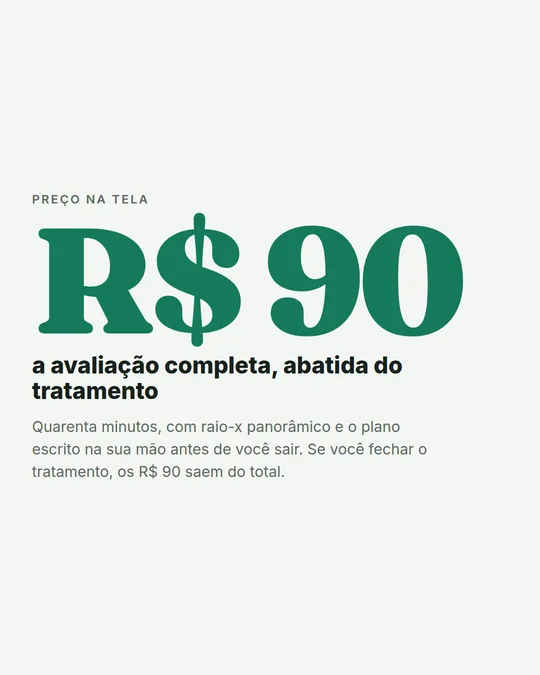 PREÇO NA TELA
R$ 90
a avaliação completa, abatida do
tratamento
Quarenta minutos, com raio-x panorâmico e o plano
escrito na sua mão antes de você sair. Se você fechar o
tratamento, os R$ 90 saem do total.